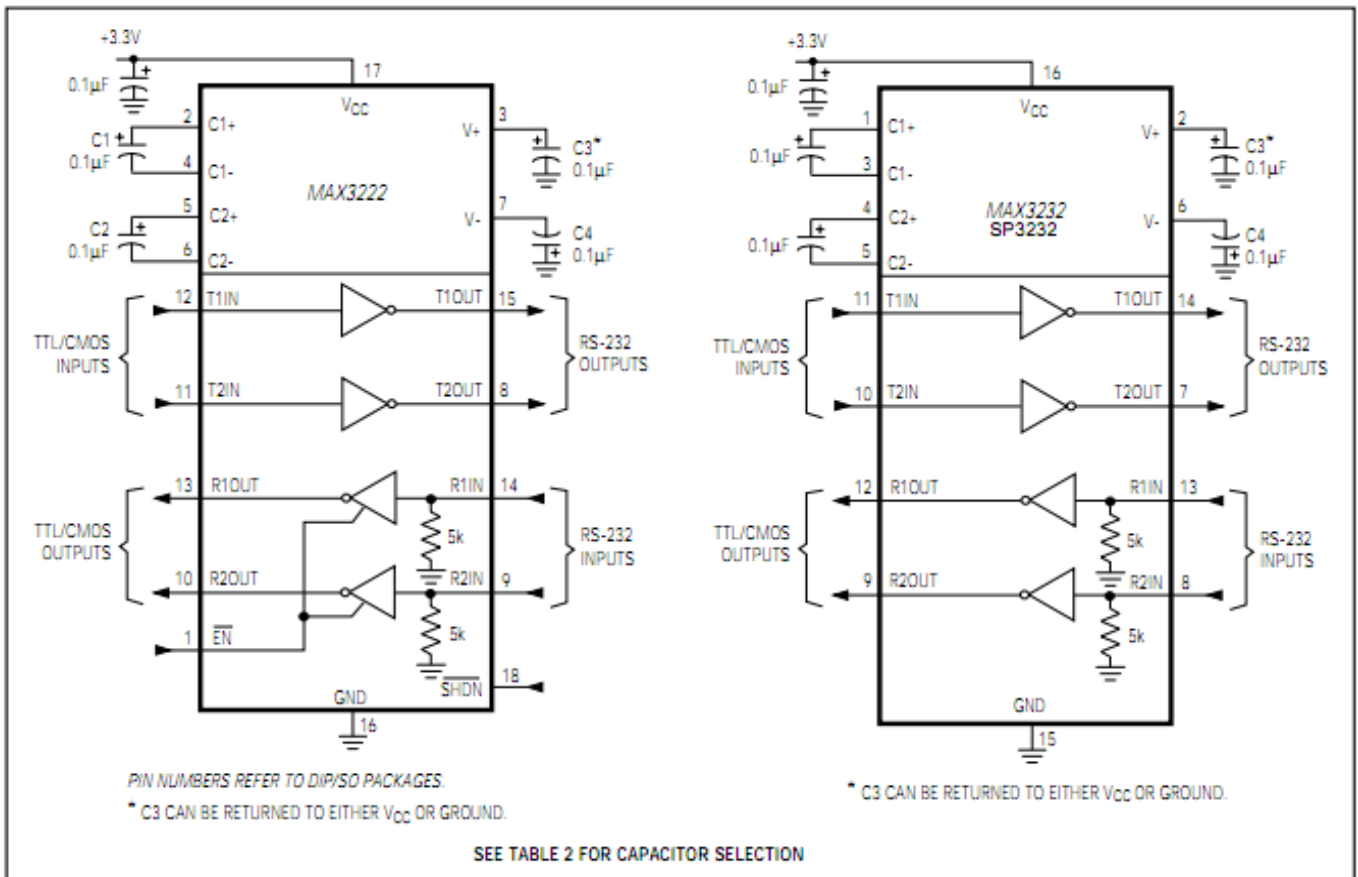 +3.3V
0.1µF
17
VCC
2 C1+
C1
0.1µF
4 C1-
5 C2+
C2
0.1µF
6 C2-
MAX3222
V+ 3
C3*
0.1µF
V- 7
C4
0.1µF
12 T1IN T1OUT 15
TTL/CMOS
INPUTS
RS-232
OUTPUTS
11 T2IN T2OUT 8
13 R1OUT R1IN 14
TTL/CMOS
OUTPUTS
5k
RS-232
INPUTS
10 R2OUT R2IN 9
5k
1 EN
SHDN 18
GND
16
PIN NUMBERS REFER TO DIP/SO PACKAGES.
* C3 CAN BE RETURNED TO EITHER VCC OR GROUND.
+3.3V
0.1µF
16
VCC
1 C1+
0.1µF
3 C1-
4 C2+
0.1µF
5 C2-
MAX3232
SP3232
V+ 2
C3*
0.1µF
V- 6
C4
0.1µF
11 T1IN T1OUT 14
TTL/CMOS
INPUTS
RS-232
OUTPUTS
10 T2IN T2OUT 7
12 R1OUT R1IN 13
TTL/CMOS
OUTPUTS
5k
RS-232
INPUTS
9 R2OUT R2IN 8
5k
GND
15
* C3 CAN BE RETURNED TO EITHER VCC OR GROUND.
SEE TABLE 2 FOR CAPACITOR SELECTION